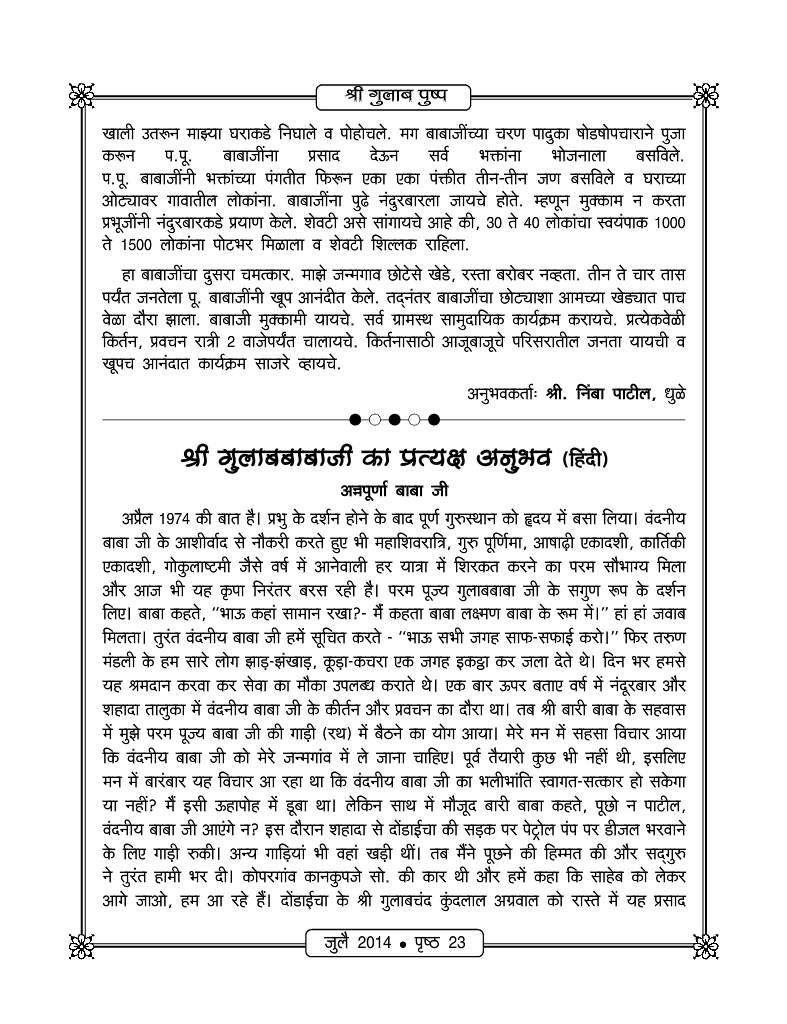 श्री गुलाब पुष्प
खाली उतरून माझ्या घराकडे निघाले व पोहोचले. मग बाबाजींच्या चरण पादुका षोडषोपचाराने पुजा
करून प.पू. बाबाजींना प्रसाद देऊन सर्व भक्तांना भोजनाला बसविले.
प.पू. बाबाजींनी भक्तांच्या पंगतीत फिरून एका एका पंक्तीत तीन-तीन जण बसविले व घराच्या
ओट्यावर गावातील लोकांना. बाबाजींना पुढे नंदुरबारला जायचे होते. म्हणून मुक्काम न करता
प्रभूजींनी नंदुरबारकडे प्रयाण केले. शेवटी असे सांगायचे आहे की, 30 ते 40 लोकांचा स्वयंपाक 1000
ते 1500 लोकांना पोटभर मिळाला व शेवटी शिल्लक राहिला.
हा बाबाजींचा दुसरा चमत्कार. माझे जन्मगाव छोटेसे खेडे, रस्ता बरोबर नव्हता. तीन ते चार तास
पर्यंत जनतेला पू. बाबाजींनी खूप आनंदीत केले. तद्‌नंतर बाबाजींचा छोट्याशा आमच्या खेड्यात पाच
वेळा दौरा झाला. बाबाजी मुक्कामी यायचे. सर्व ग्रामस्थ सामुदायिक कार्यक्रम करायचे. प्रत्येकवेळी
किर्तन, प्रवचन रात्री 2 वाजेपर्यंत चालायचे. किर्तनासाठी आजूबाजूचे परिसरातील जनता यायची व
खूपच आनंदात कार्यक्रम साजरे व्हायचे.
अनुभवकर्ताः श्री. निंबा पाटील, धुळे
श्री गुलाबबाबाजी का प्रत्यक्ष अनुभव (हिंदी)
अन्नपूर्णा बाबा जी
अप्रैल 1974 की बात है। प्रभु के दर्शन होने के बाद पूर्ण गुरुस्थान को हृदय में बसा लिया। वंदनीय
बाबा जी के आशीर्वाद से नौकरी करते हुए भी महाशिवरात्रि, गुरु पूर्णिमा, आषाढ़ी एकादशी, कार्तिकी
एकादशी, गोकुलाष्टमी जैसे वर्ष में आनेवाली हर यात्रा में शिरकत करने का परम सौभाग्य मिला
और आज भी यह कृपा निरंतर बरस रही है। परम पूज्य गुलाबबाबा जी के सगुण रूप के दर्शन
लिए। बाबा कहते, ‘‘भाऊ कहां सामान रखा?- मैं कहता बाबा लक्ष्मण बाबा के रूम में।’’ हां हां जवाब
मिलता। तुरंत वंदनीय बाबा जी हमें सूचित करते - ‘‘भाऊ सभी जगह साफ-सफाई करो।’’ फिर तरुण
मंडली के हम सारे लोग झाड़-झंखाड़, कूड़ा-कचरा एक जगह इकठ्ठा कर जला देते थे। दिन भर हमसे
यह श्रमदान करवा कर सेवा का मौका उपलब्ध कराते थे। एक बार ऊपर बताए वर्ष में नंदूरबार और
शहादा तालुका में वंदनीय बाबा जी के कीर्तन और प्रवचन का दौरा था। तब श्री बारी बाबा के सहवास
में मुझे परम पूज्य बाबा जी की गाड़ी (रथ) में बैठने का योग आया। मेरे मन में सहसा विचार आया
कि वंदनीय बाबा जी को मेरे जन्मगांव में ले जाना चाहिए। पूर्व तैयारी कुछ भी नहीं थी, इसलिए
मन में बारंबार यह विचार आ रहा था कि वंदनीय बाबा जी का भलीभांति स्वागत-सत्कार हो सकेगा
या नहीं? मैं इसी ऊहापोह में डूबा था। लेकिन साथ में मौजूद बारी बाबा कहते, पूछो न पाटील,
वंदनीय बाबा जी आएंगे न? इस दौरान शहादा से दोंडाईचा की सड़क पर पेट्रोल पंप पर डीजल भरवाने
के लिए गाड़ी रुकी। अन्य गाड़ियां भी वहां खड़ी थीं। तब मैंने पूछने की हिम्मत की और सद्‌गुरु
ने तुरंत हामी भर दी। कोपरगांव कानकुपजे सो. की कार थी और हमें कहा कि साहेब को लेकर
आगे जाओ, हम आ रहे हैं। दोंडाईचा के श्री गुलाबचंद कुंदलाल अग्रवाल को रास्ते में यह प्रसाद
जुलै 2014 ● पृष्ठ 23